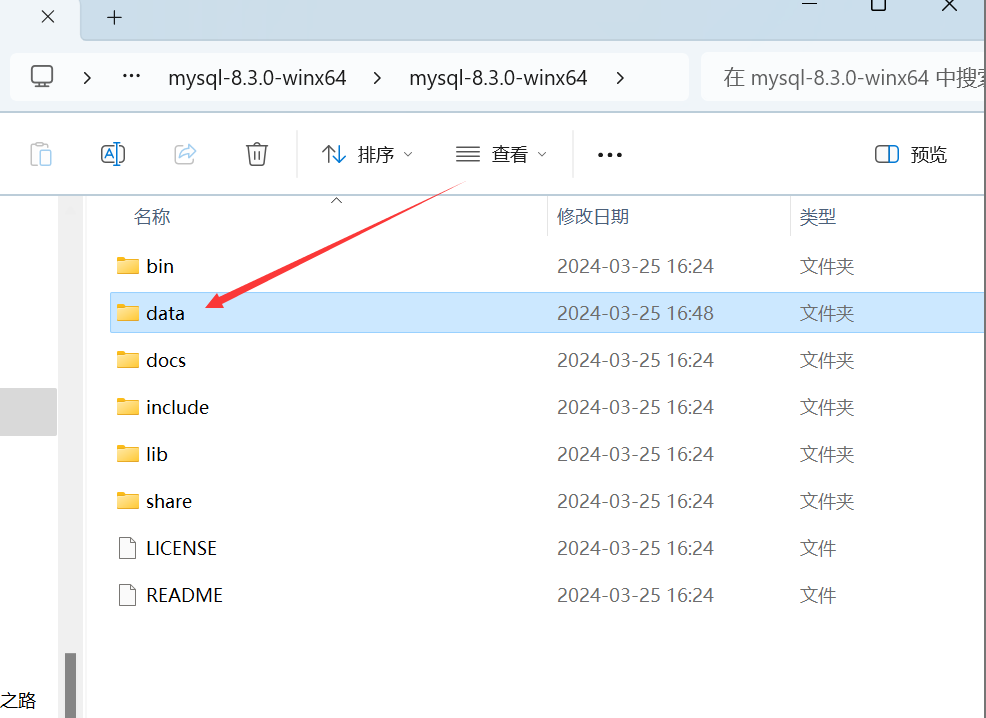 mysql-8.3.0-winx64 mysql-8.3.0-winx64 在 mysql-8.3.0-winx64 中搜索
排序 查看 预览
名称 修改日期 类型
bin 2024-03-25 16:24 文件夹
data 2024-03-25 16:48 文件夹
docs 2024-03-25 16:24 文件夹
include 2024-03-25 16:24 文件夹
lib 2024-03-25 16:24 文件夹
share 2024-03-25 16:24 文件夹
LICENSE 2024-03-25 16:24 文件
README 2024-03-25 16:24 文件
之路